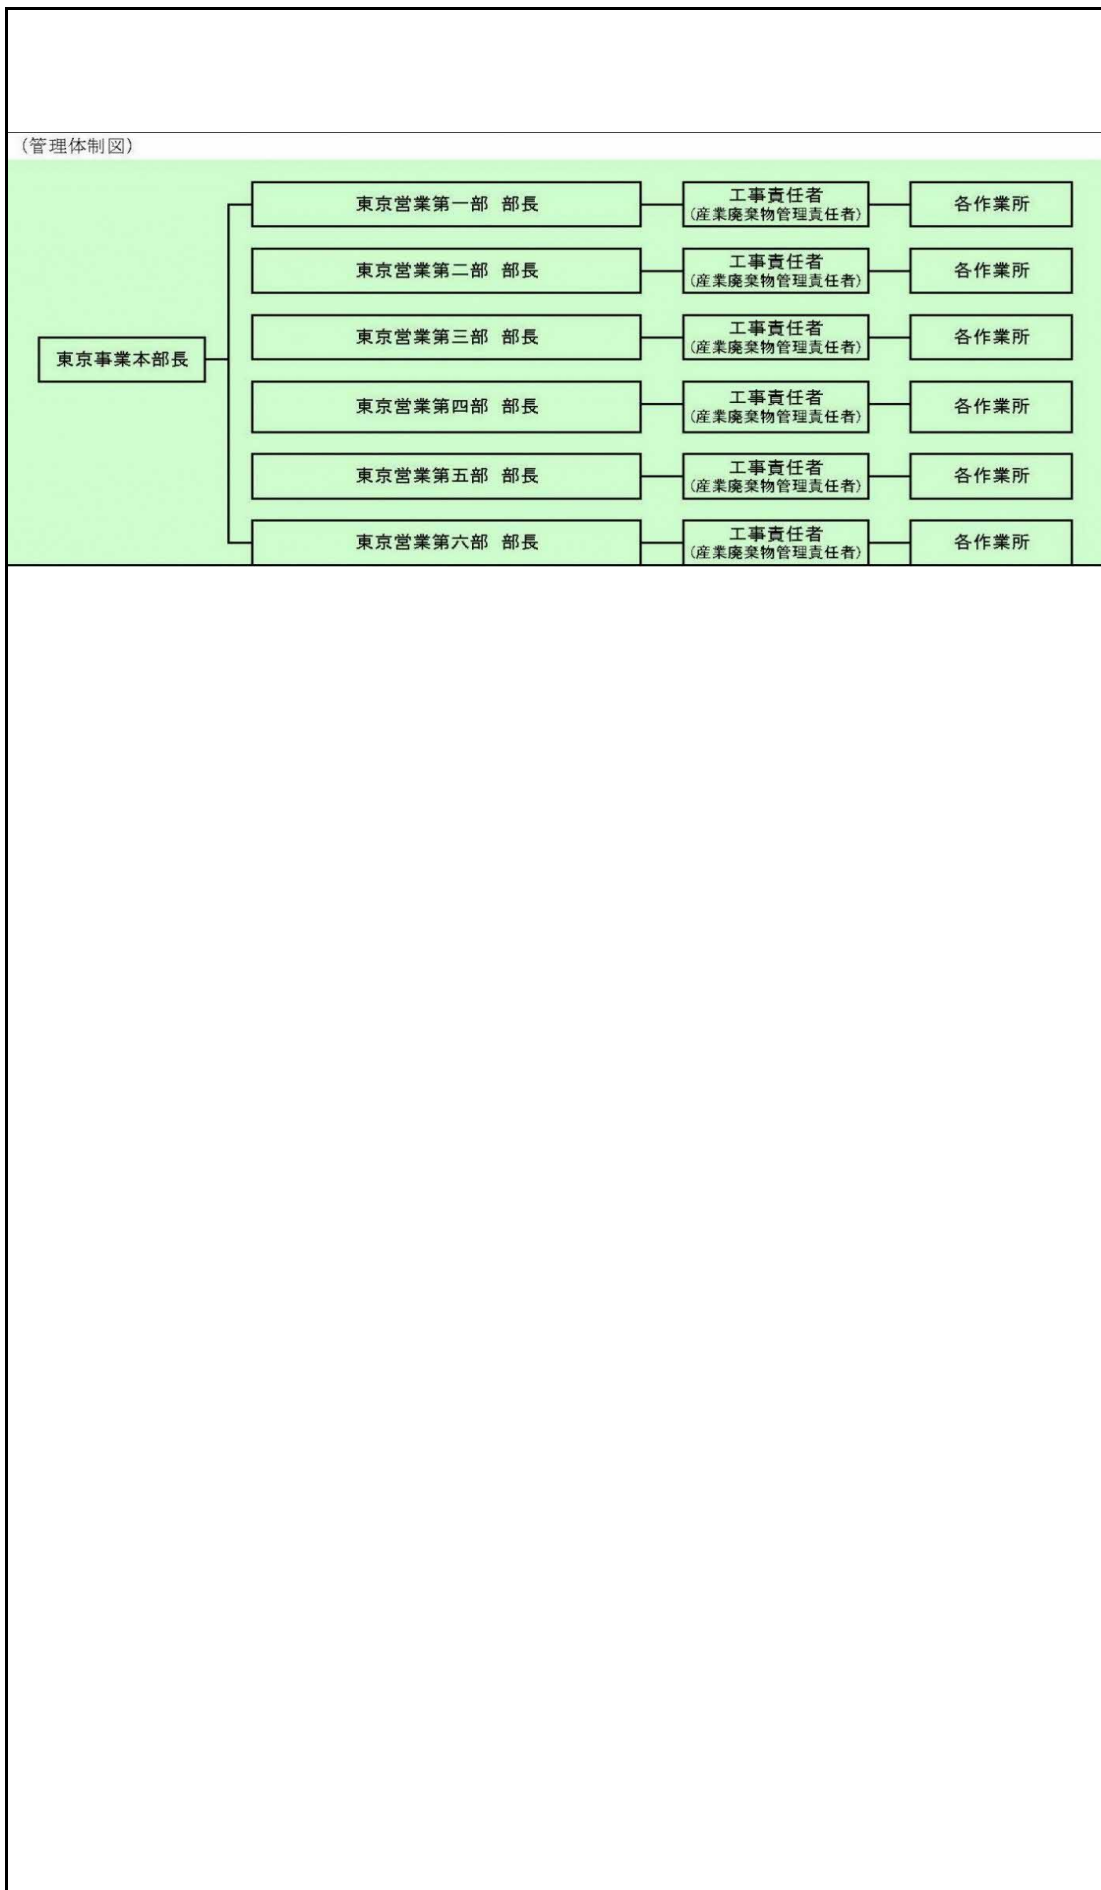 (管理体制図)
東京営業第一部 部長 工事責任者 各作業所
(産業廃棄物管理責任者)
東京営業第二部 部長 工事責任者 各作業所
(産業廃棄物管理責任者)
東京営業第三部 部長 工事責任者 各作業所
(産業廃棄物管理責任者)
東京事業本部長
東京営業第四部 部長 工事責任者 各作業所
(産業廃棄物管理責任者)
東京営業第五部 部長 工事責任者 各作業所
(産業廃棄物管理責任者)
東京営業第六部 部長 工事責任者 各作業所
(産業廃棄物管理責任者)